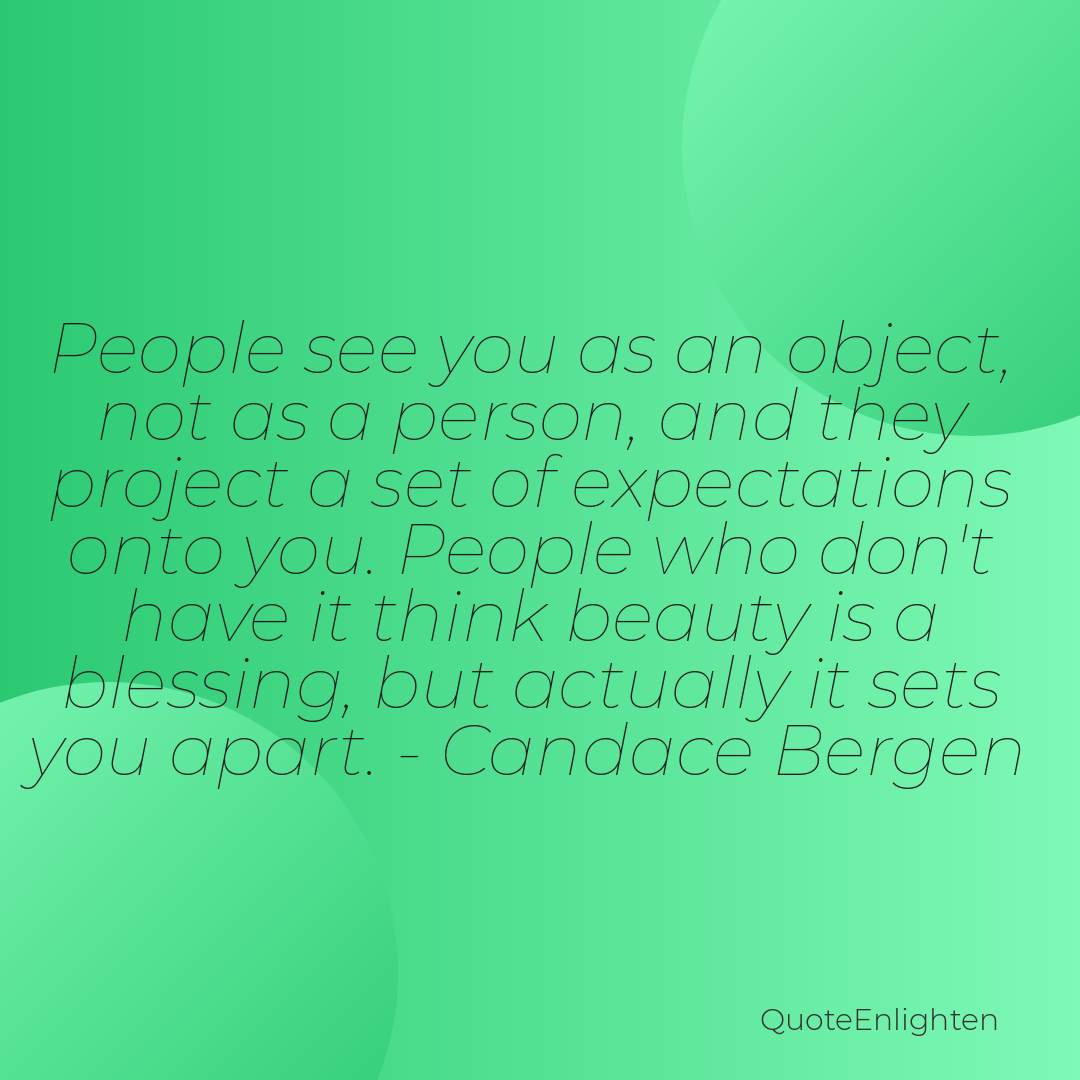 People see you as an object,
not as a person, and they
project a set of expectations
onto you. People who don't
have it think beauty is a
blessing, but actually it sets
you apart. - Candace Bergen
QuoteEnlighten